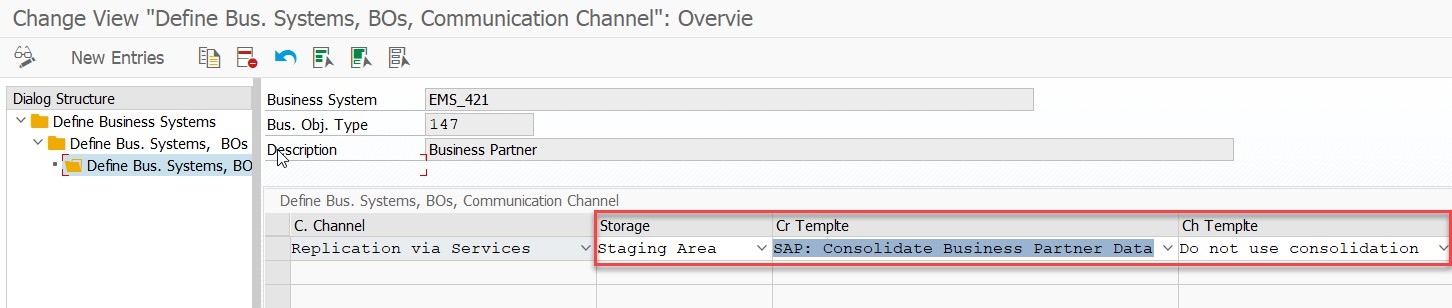 Change View "Define Bus. Systems, BOs, Communication Channel": Overvie
New Entries
Dialog Structure
Define Business Systems
Define Bus. Systems, BOs
Define Bus. Systems, BO
Business System EMS_421
Bus. Obj. Type 147
Description Business Partner
Define Bus. Systems, BOs, Communication Channel
C. Channel Storage Cr Templte Ch Templte
Replication via Services Staging Area SAP: Consolidate Business Partner Data Do not use consolidation